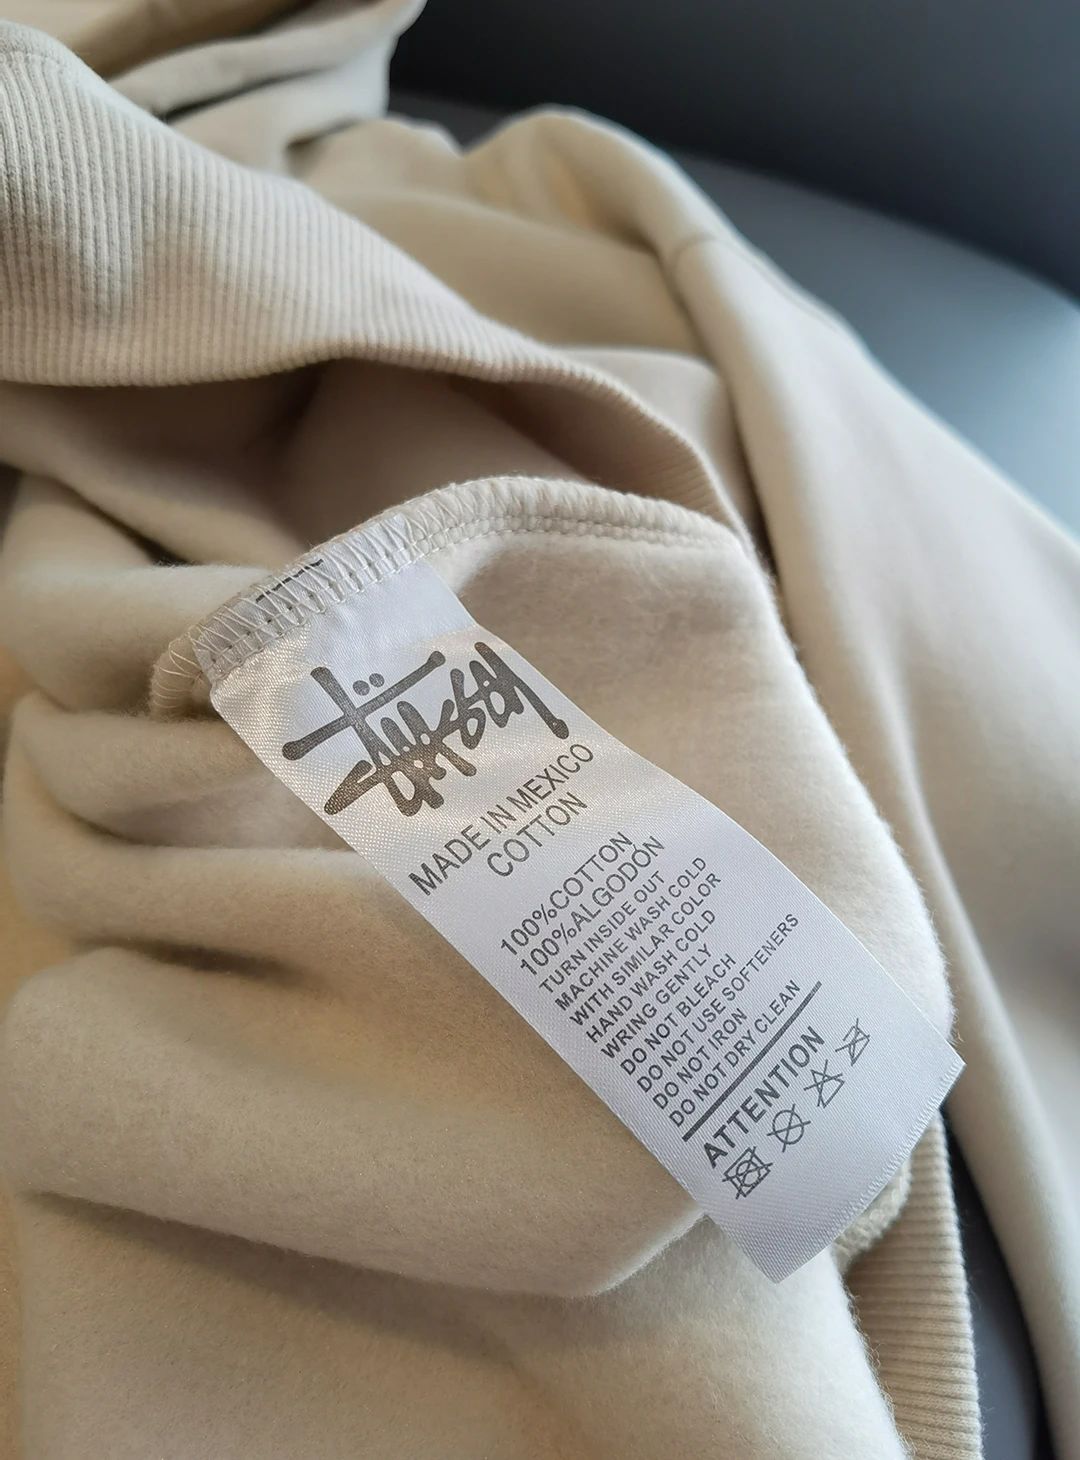 Stüssy
MADE IN MEXICO
COTTON
100%COTTON
100%ALGODÓN
TURN INSIDE OUT
MACHINE WASH COLD
WITH SIMILAR COLOR
HAND WASH COLD
WRING GENTLY
DO NOT BLEACH
DO NOT USE SOFTENERS
DO NOT IRON
DO NOT DRY CLEAN
ATTENTION